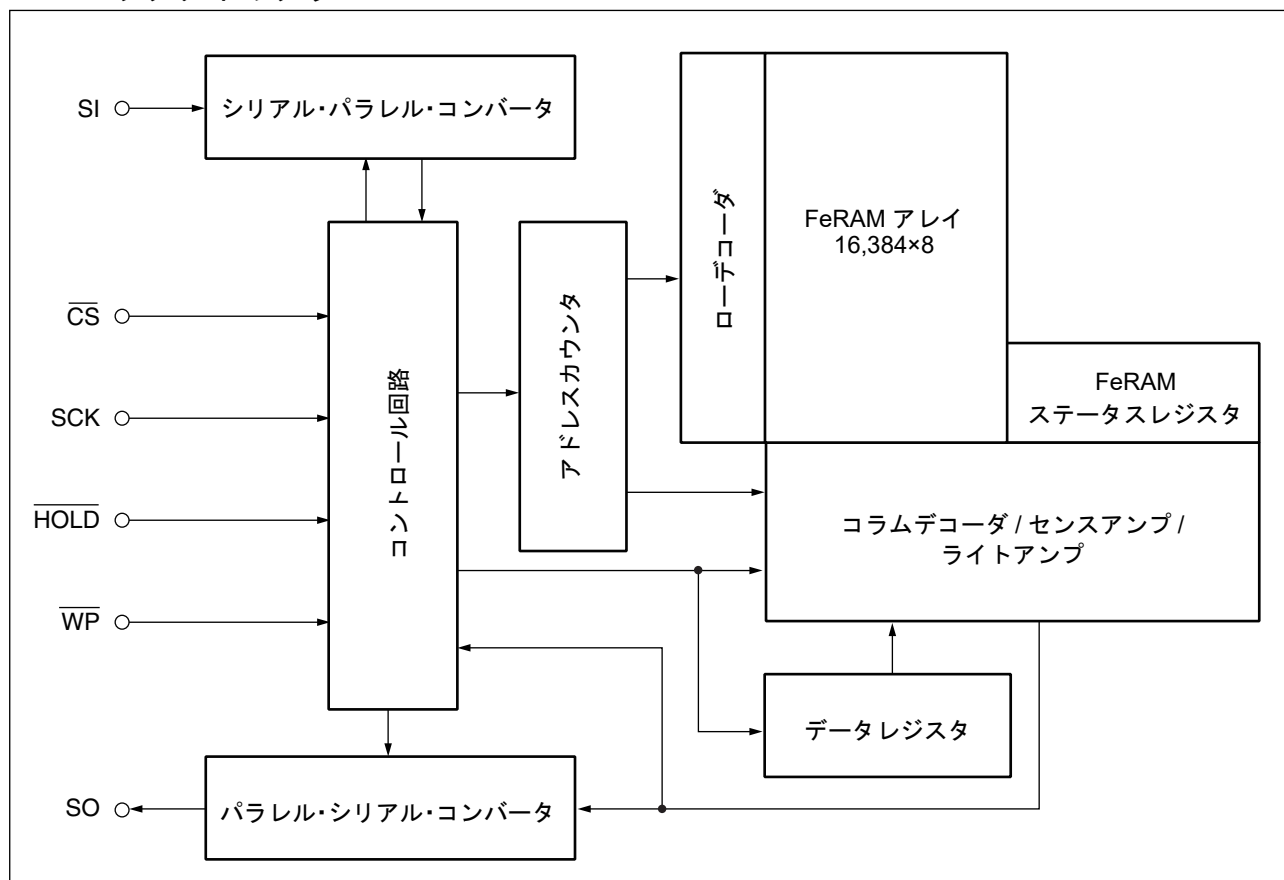 SI
シリアル・パラレル・コンバータ
ローデコーダ
FeRAM アレイ
16,384×8
CS
SCK
HOLD
WP
コントロール回路
アドレスカウンタ
FeRAM
ステータスレジスタ
コラムデコーダ / センスアンプ /
ライトアンプ
データレジスタ
SO
パラレル・シリアル・コンバータ